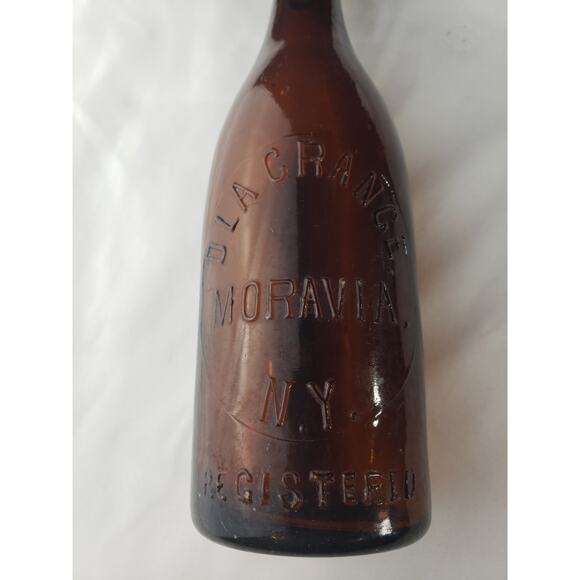 D LA GRANGE
MORAVIA.
N.Y.
REGISTERED